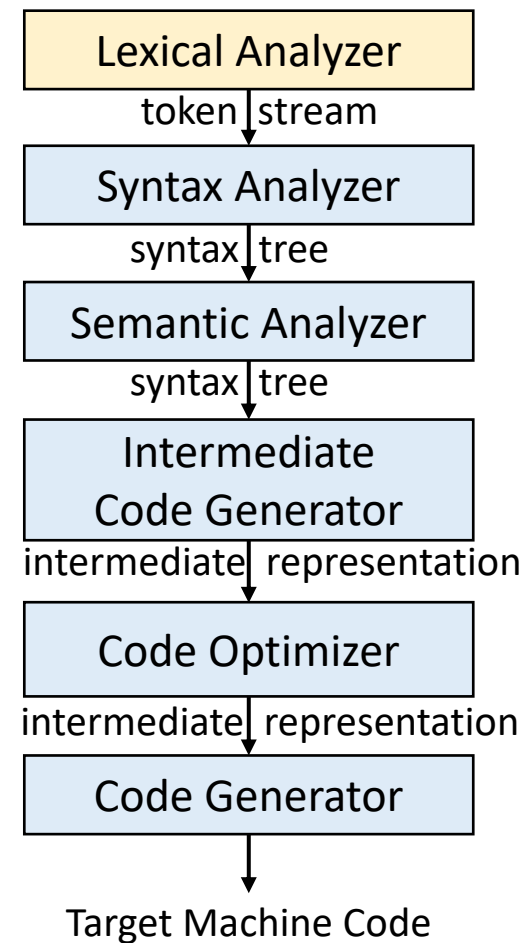 Lexical Analyzer
token stream
Syntax Analyzer
syntax tree
Semantic Analyzer
syntax tree
Intermediate
Code Generator
intermediate representation
Code Optimizer
intermediate representation
Code Generator
Target Machine Code